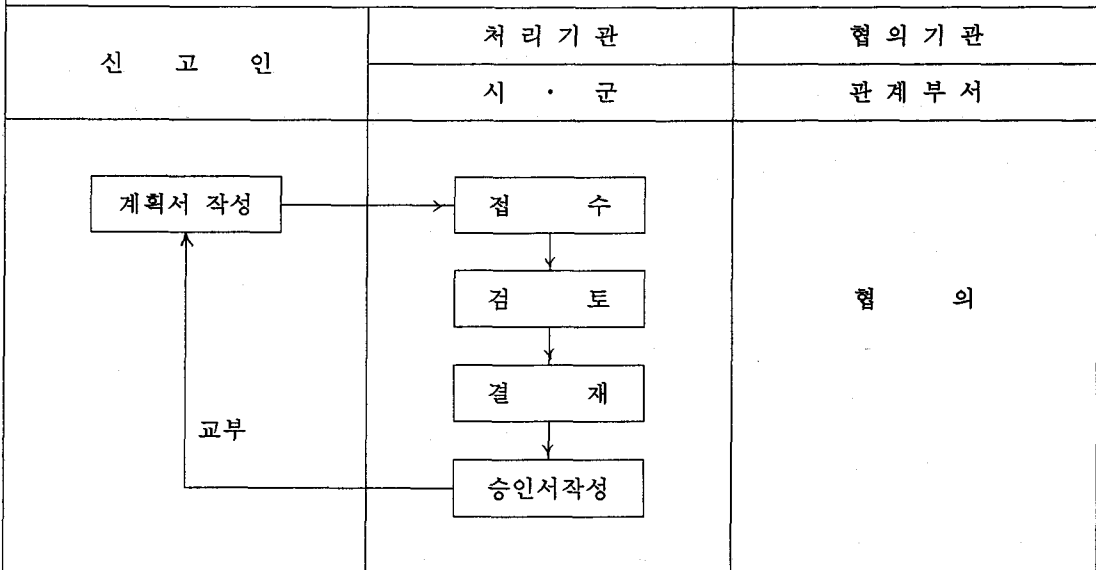 신 고 인
처 리 기 관
협 의 기 관
시 · 군
관 계 부 서
계획서 작성
접 수
검 토
협 의
결 재
교부
승인서작성